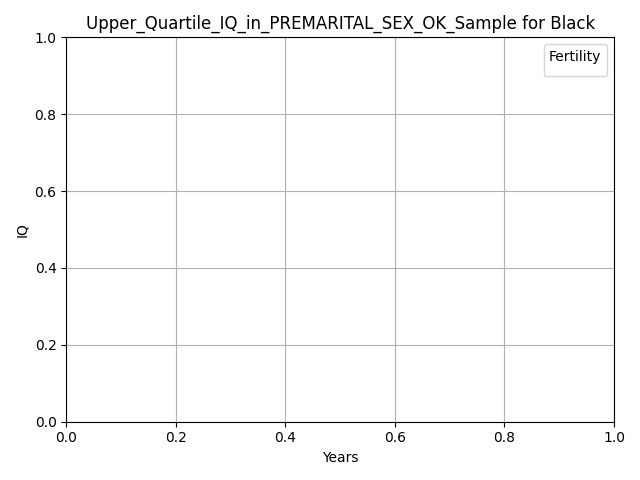 Upper_Quartile_IQ_in_PREMARITAL_SEX_OK_Sample for Black
Fertility
IQ
1.0
0.8
0.6
0.4
0.2
0.0
0.0 0.2 0.4 0.6 0.8 1.0
Years